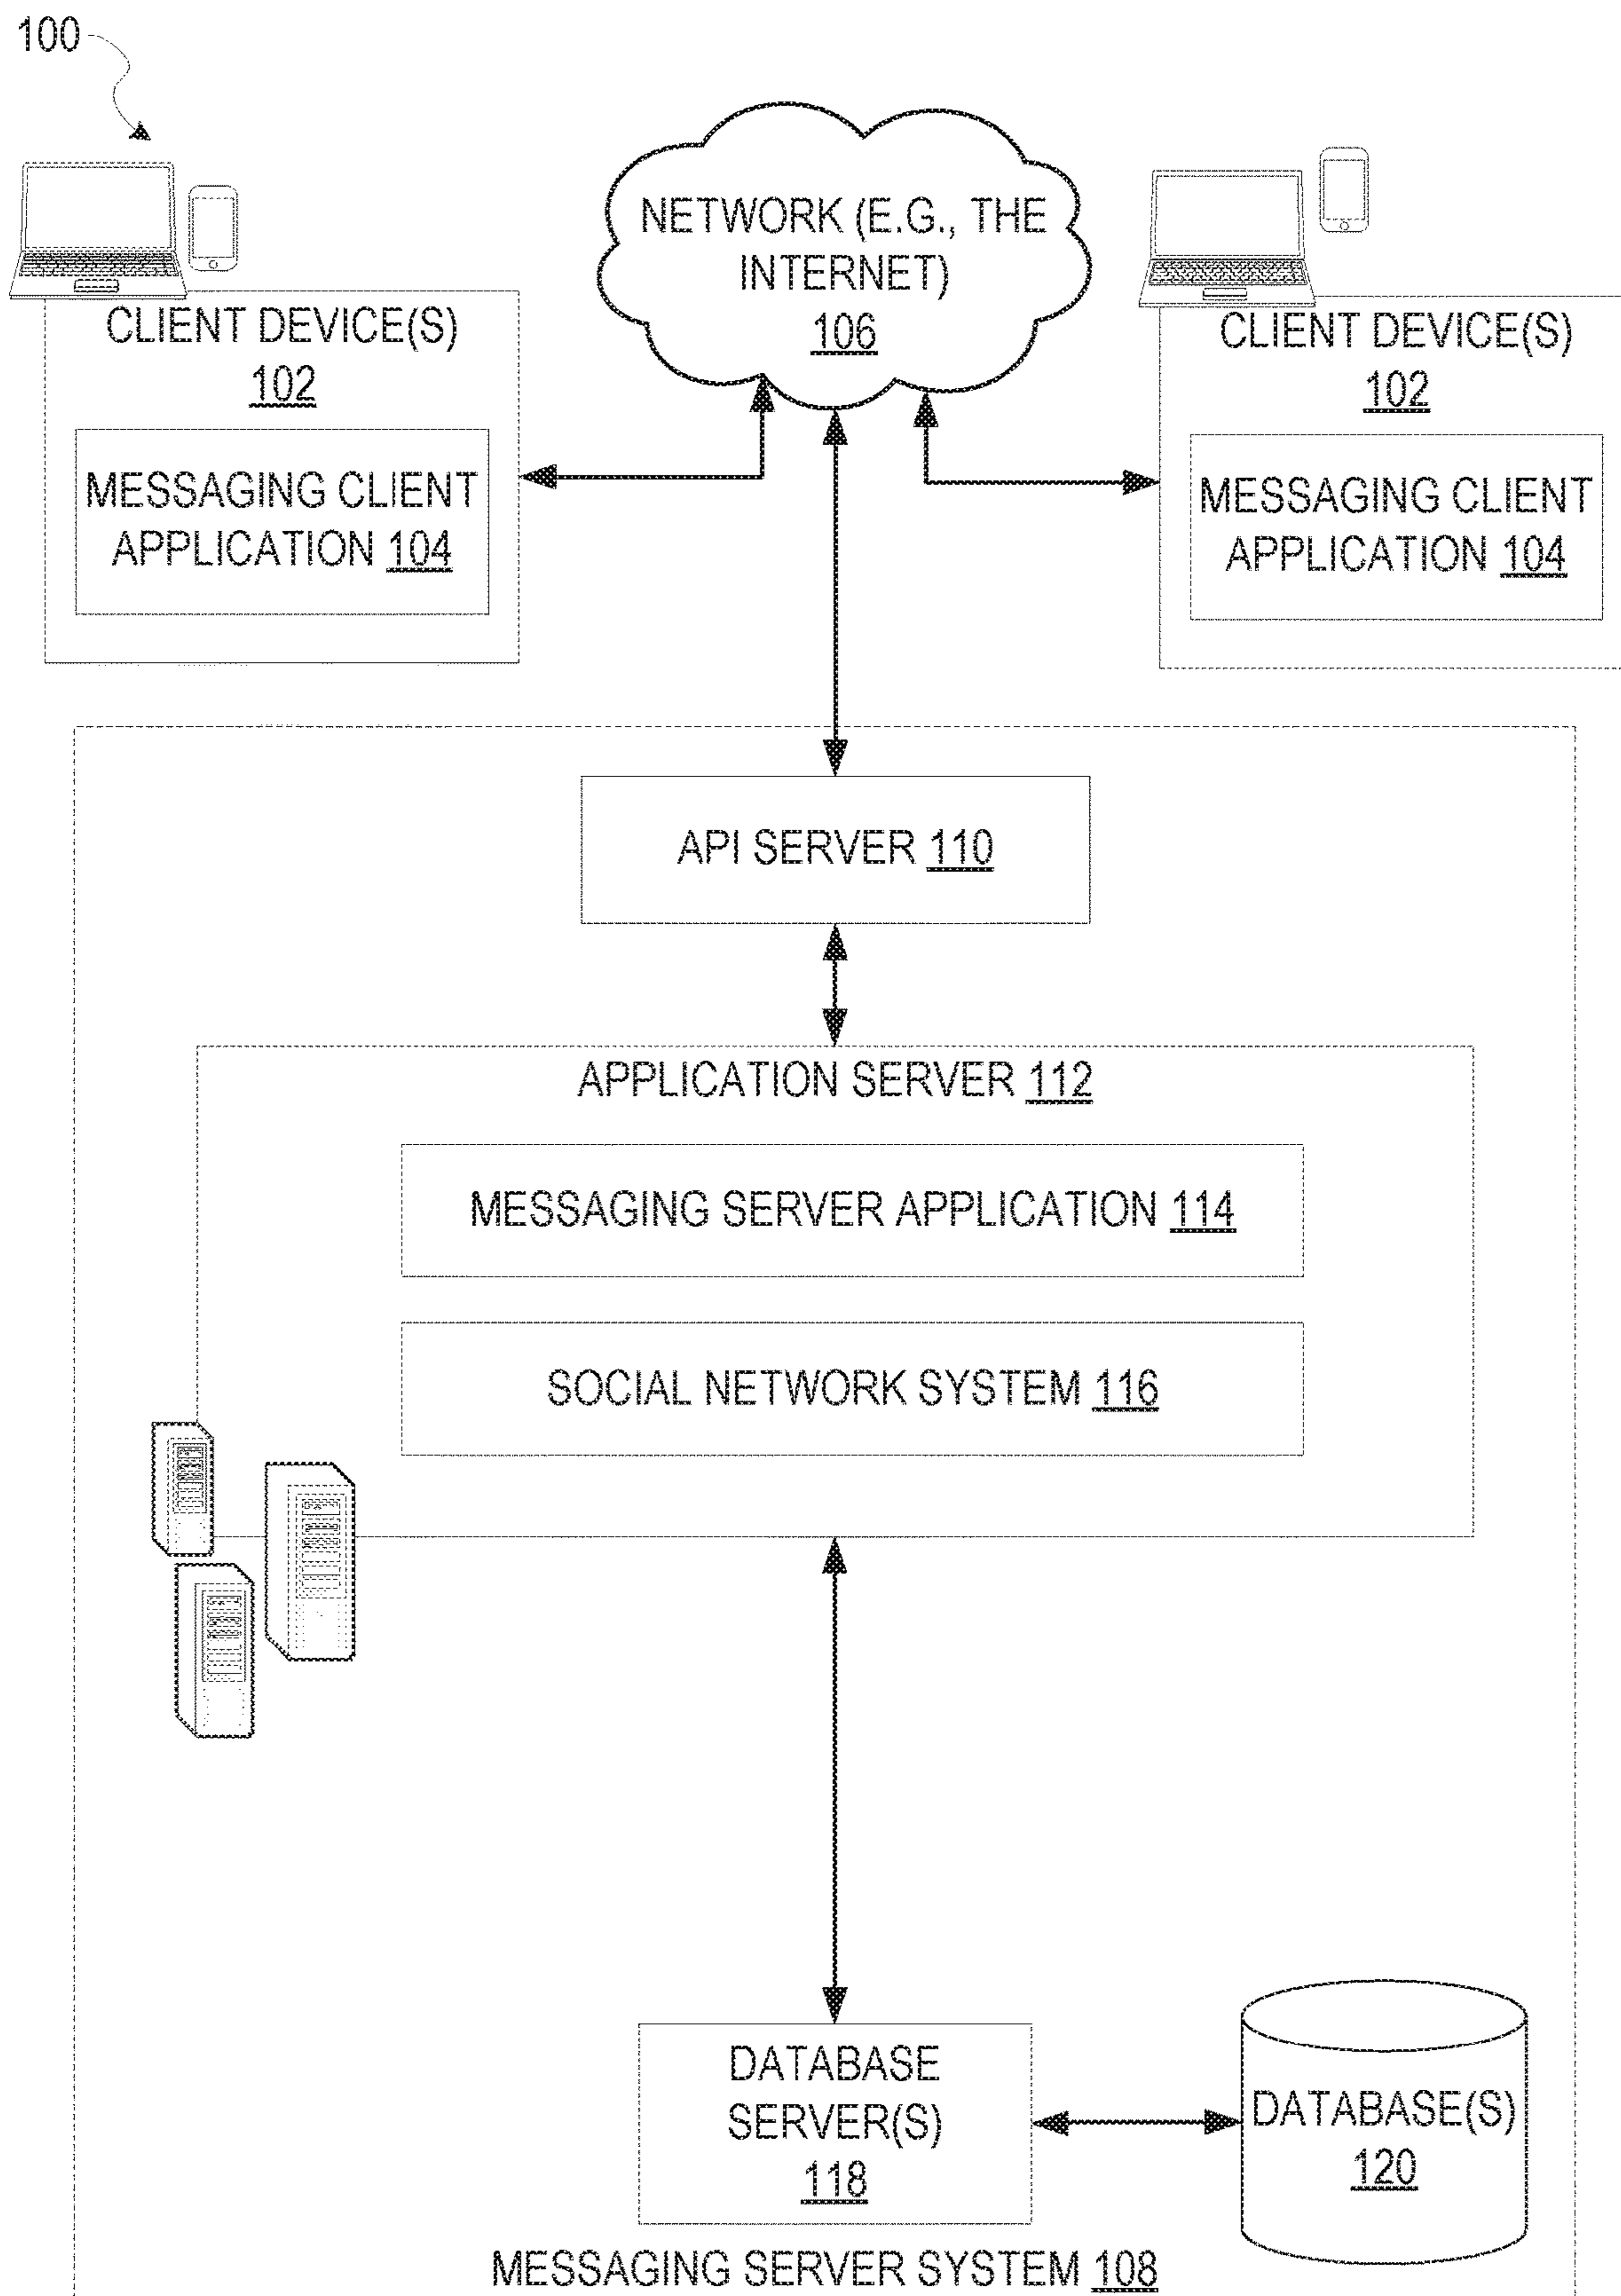 100
NETWORK (E.G., THE
INTERNET)
106
CLIENT DEVICE(S)
102
MESSAGING CLIENT
APPLICATION 104
CLIENT DEVICE(S)
102
MESSAGING CLIENT
APPLICATION 104
API SERVER 110
APPLICATION SERVER 112
MESSAGING SERVER APPLICATION 114
SOCIAL NETWORK SYSTEM 116
DATABASE
SERVER(S)
118
DATABASE(S)
120
MESSAGING SERVER SYSTEM 108